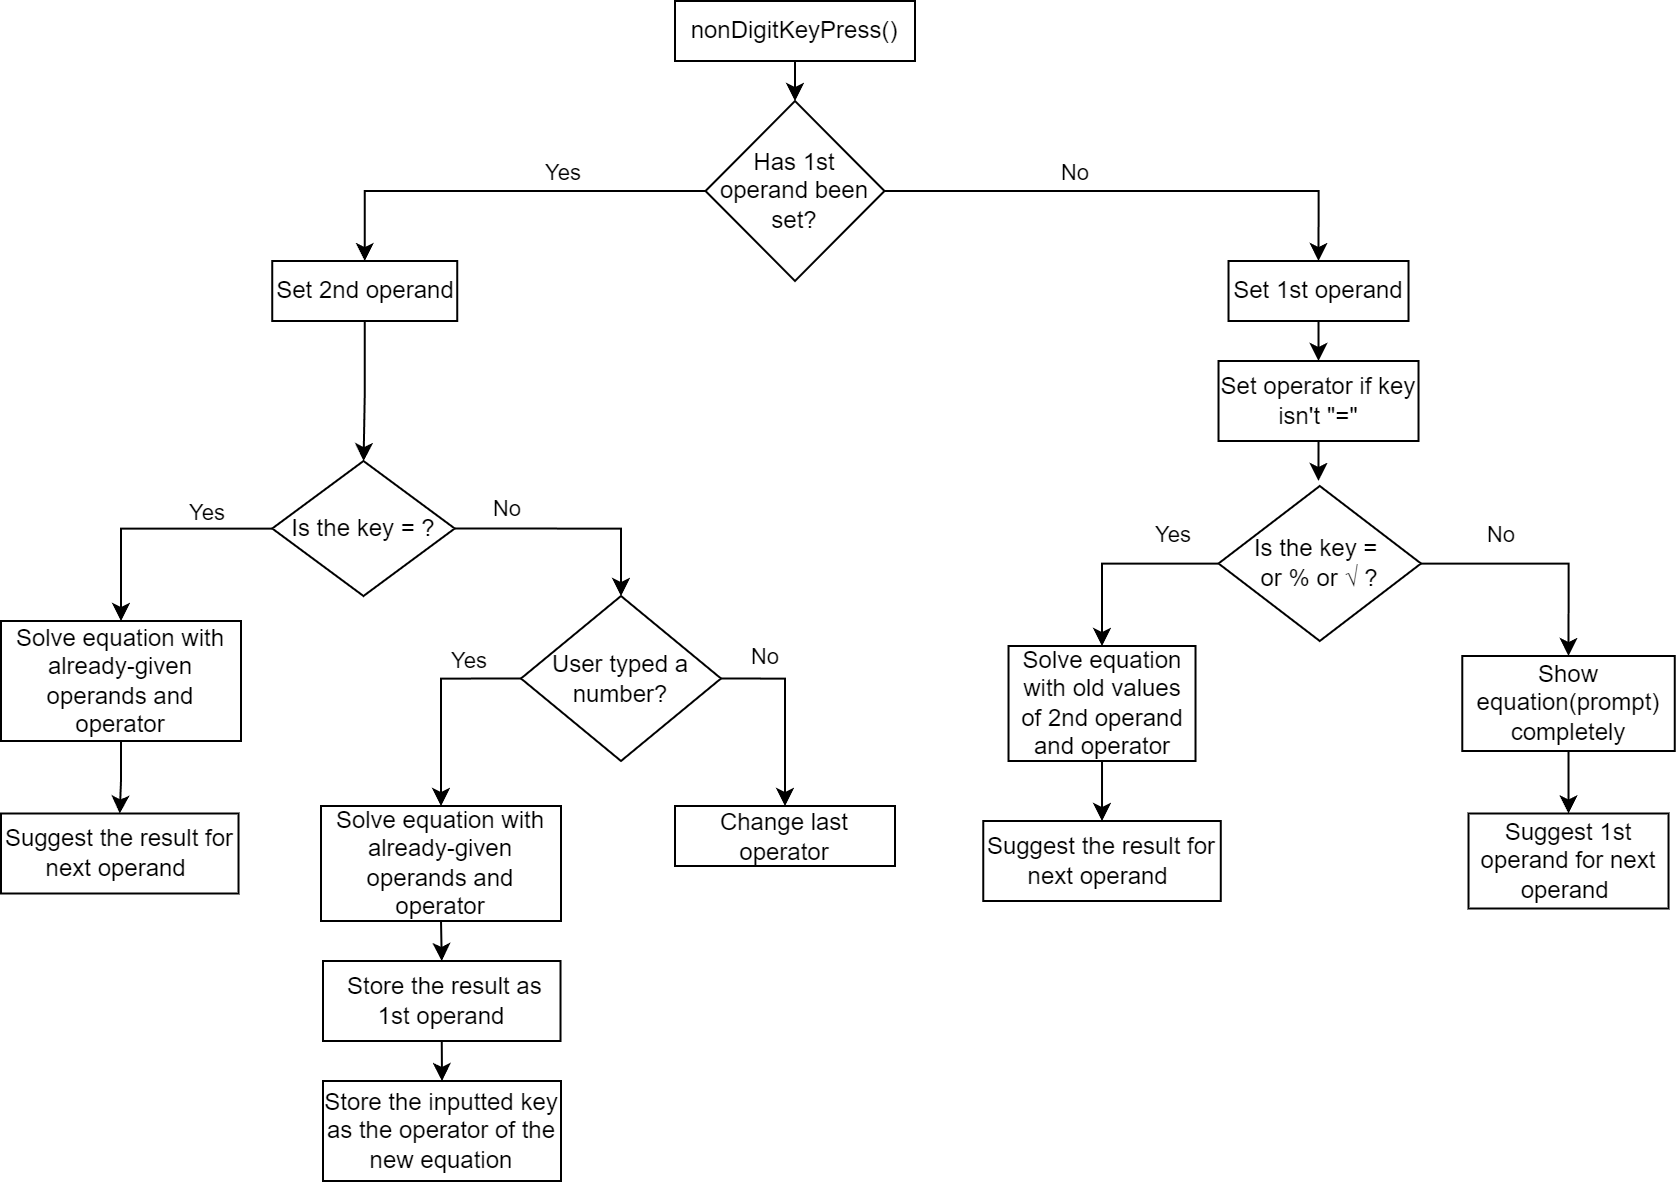 nonDigitKeyPress()
Has 1st
operand been
set?
Yes
No
Set 2nd operand
Set 1st operand
Set operator if key
isn't "="
Is the key = ?
Yes
No
Is the key =
or % or √ ?
Yes
No
Solve equation with
already-given
operands and
operator
User typed a
number?
Yes
No
Solve equation
with old values
of 2nd operand
and operator
Show
equation(prompt)
completely
Suggest the result for
next operand
Solve equation with
already-given
operands and
operator
Change last
operator
Suggest the result for
next operand
Suggest 1st
operand for next
operand
Store the result as
1st operand
Store the inputted key
as the operator of the
new equation